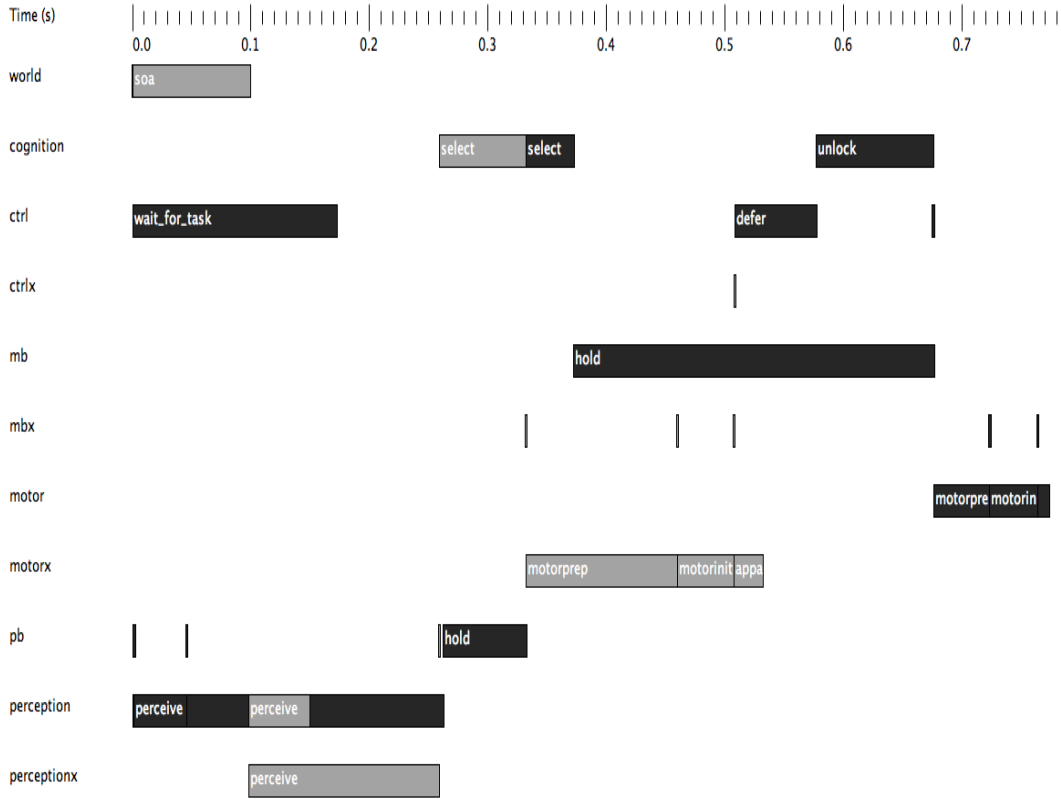 Time (s)
0.0 0.1 0.2 0.3 0.4 0.5 0.6 0.7
world soa
cognition select select unlock
ctrl wait_for_task defer
ctrlx
mb hold
mbx
motor motorpre motorin
motorx motorprep motorinit appa
pb hold
perception perceive perceive
perceptionx perceive